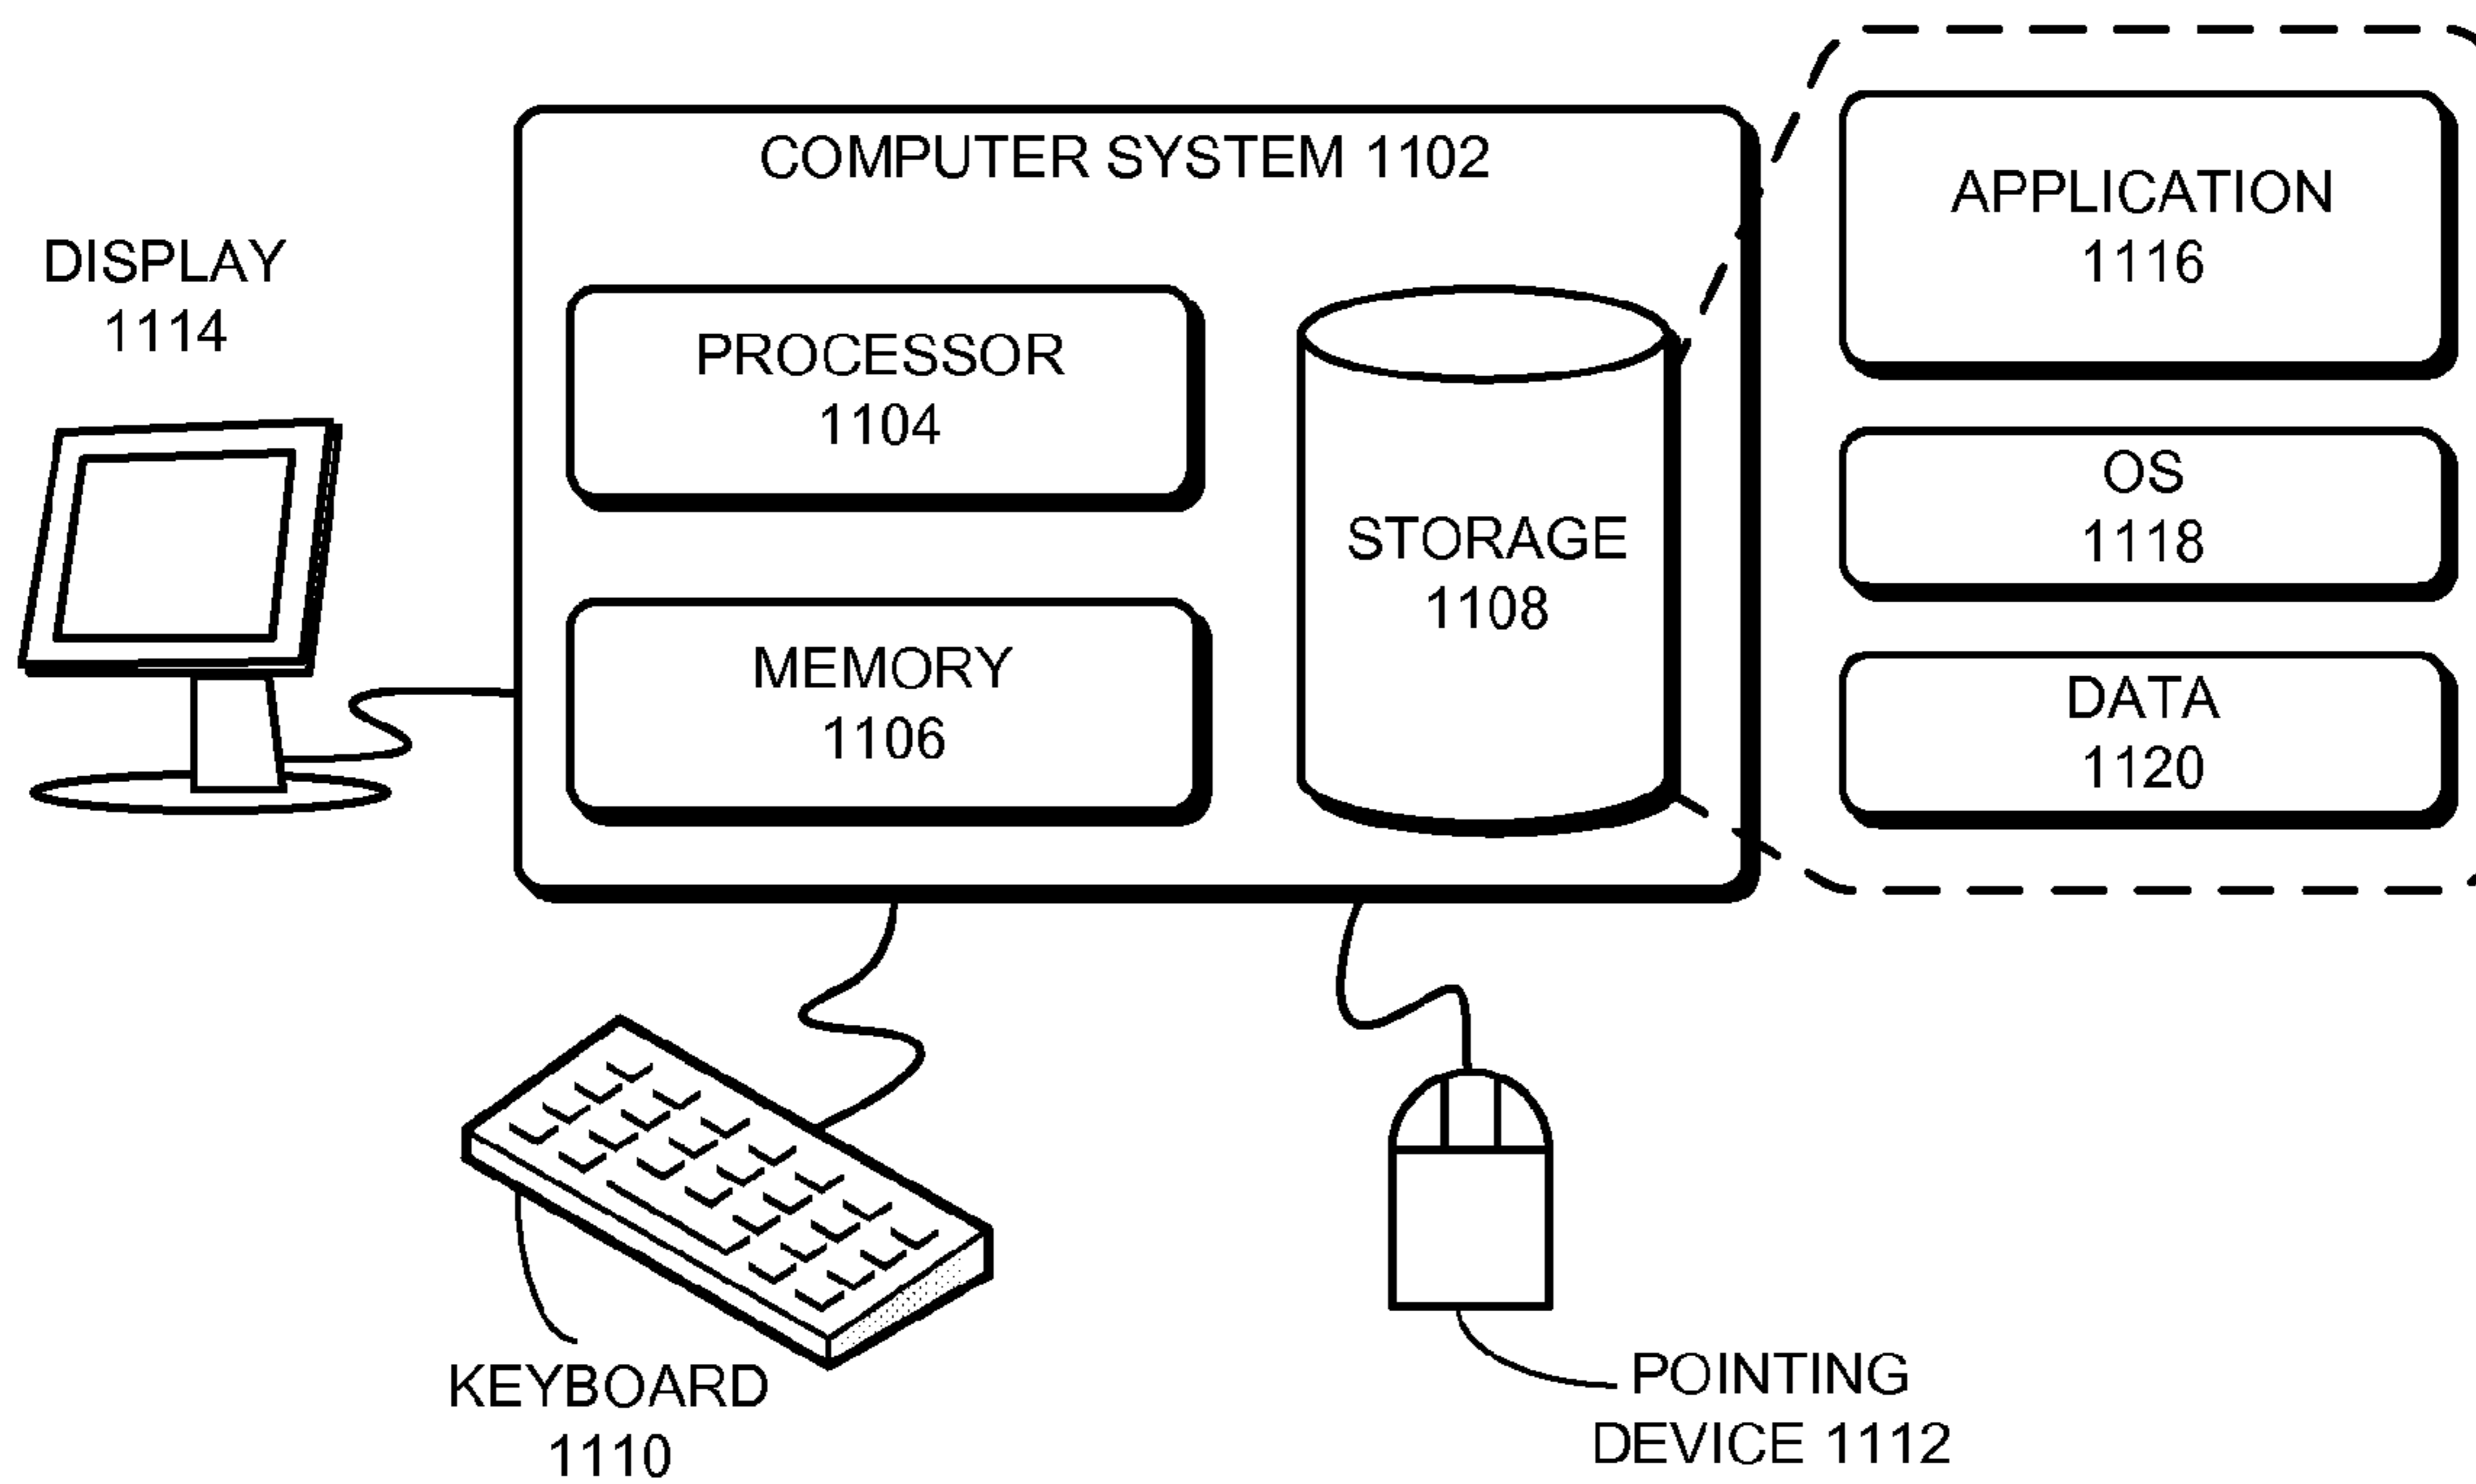 COMPUTER SYSTEM 1102
DISPLAY
1114
PROCESSOR
1104
MEMORY
1106
STORAGE
1108
APPLICATION
1116
OS
1118
DATA
1120
KEYBOARD
1110
POINTING
DEVICE 1112